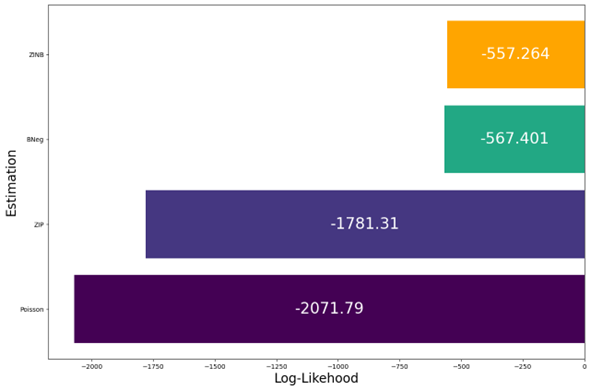 Estimation
ZINB
-557.264
BNeg
-567.401
ZIP
-1781.31
Poisson
-2071.79
−2000 −1750 −1500 −1250 −1000 −750 −500 −250 0
Log-Likehood